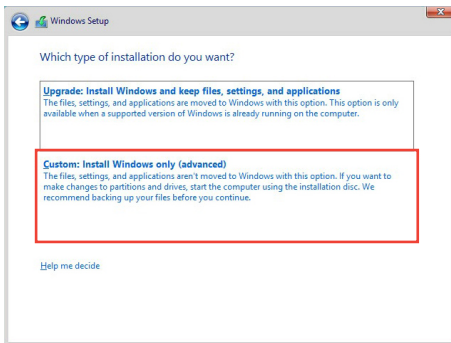 Windows Setup
Which type of installation do you want?
Upgrade: Install Windows and keep files, settings, and applications
The files, settings, and applications are moved to Windows with this option. This option is only
available when a supported version of Windows is already running on the computer.
Custom: Install Windows only (advanced)
The files, settings, and applications aren't moved to Windows with this option. If you want to
make changes to partitions and drives, start the computer using the installation disc. We
recommend backing up your files before you continue.
Help me decide